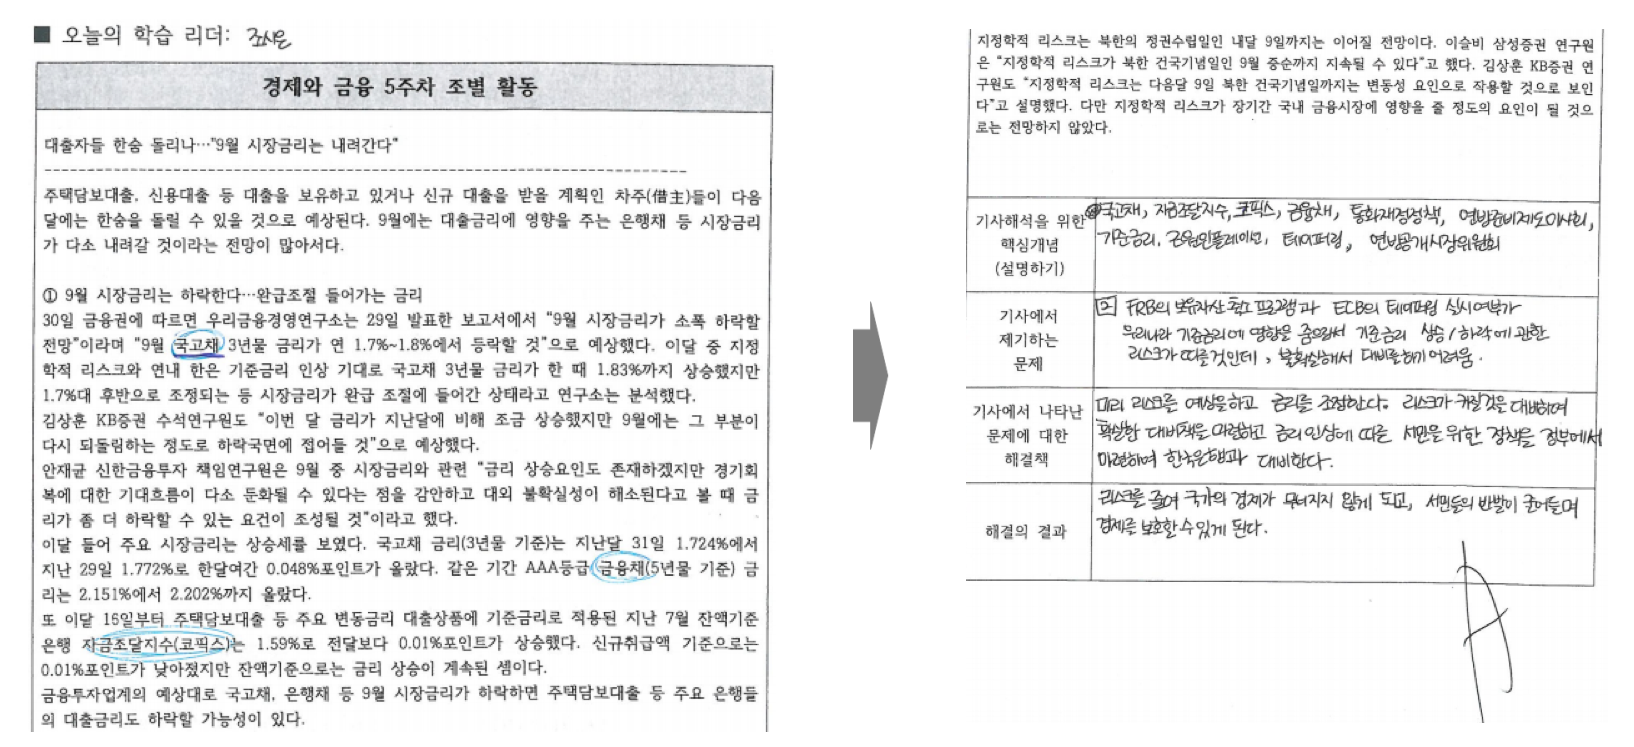 ■ 오늘의 학습 리더: 조시은
경제와 금융 5주차 조별 활동
대출자들 한숨 돌리나…"9월 시장금리는 내려간다"
주택담보대출, 신용대출 등 대출을 보유하고 있거나 신규 대출을 받을 계획인 차주(借主)들이 다음
달에는 한숨을 돌릴 수 있을 것으로 예상된다. 9월에는 대출금리에 영향을 주는 은행채 등 시장금리
가 다소 내려갈 것이라는 전망이 많아서다.
① 9월 시장금리는 하락한다…완급조절 들어가는 금리
30일 금융권에 따르면 우리금융경영연구소는 29일 발표한 보고서에서 "9월 시장금리가 소폭 하락할
전망"이라며 "9월 국고채 3년물 금리가 연 1.7%~1.8%에서 등락할 것"으로 예상했다. 이달 중 지정
학적 리스크와 연내 한은 기준금리 인상 기대로 국고채 3년물 금리가 한 때 1.83%까지 상승했지만
1.7%대 후반으로 조정되는 등 시장금리가 완급 조절에 들어간 상태라고 연구소는 분석했다.
김상훈 KB증권 수석연구원도 "이번 달 금리가 지난달에 비해 조금 상승했지만 9월에는 그 부분이
다시 되돌림하는 정도로 하락국면에 접어들 것"으로 예상했다.
안재균 신한금융투자 책임연구원은 9월 중 시장금리와 관련 "금리 상승요인도 존재하겠지만 경기회
복에 대한 기대흐름이 다소 둔화될 수 있다는 점을 감안하고 대외 불확실성이 해소된다고 볼 때 금
리가 좀 더 하락할 수 있는 요건이 조성될 것"이라고 했다.
이달 들어 주요 시장금리는 상승세를 보였다. 국고채 금리(3년물 기준)는 지난달 31일 1.724%에서
지난 29일 1.772%로 한달여간 0.048%포인트가 올랐다. 같은 기간 AAA등급 금융채(5년물 기준) 금
리는 2.151%에서 2.202%까지 올랐다.
또 이달 16일부터 주택담보대출 등 주요 변동금리 대출상품에 기준금리로 적용된 지난 7월 잔액기준
은행 자금조달지수(코픽스)는 1.59%로 전달보다 0.01%포인트가 상승했다. 신규취급액 기준으로는
0.01%포인트가 낮아졌지만 잔액기준으로는 금리 상승이 계속된 셈이다.
금융투자업계의 예상대로 국고채, 은행채 등 9월 시장금리가 하락하면 주택담보대출 등 주요 은행들
의 대출금리도 하락할 가능성이 있다.
지정학적 리스크는 북한의 정권수립일인 내달 9일까지는 이어질 전망이다. 이슬비 삼성증권 연구원
은 "지정학적 리스크가 북한 건국기념일인 9월 중순까지 지속될 수 있다"고 했다. 김상훈 KB증권 연
구원도 "지정학적 리스크는 다음달 9일 북한 건국기념일까지는 변동성 요인으로 작용할 것으로 보인
다"고 설명했다. 다만 지정학적 리스크가 장기간 국내 금융시장에 영향을 줄 정도의 요인이 될 것으
로는 전망하지 않았다.
기사해석을 위한
핵심개념
(설명하기)
국고채, 자금조달지수, 코픽스, 금융채, 통화재정정책, 연방준비제도이사회,
기준금리, 근원인플레이션, 테이퍼링, 연방공개시장위원회
기사에서
제기하는
문제
FRB의 보유자산 축소 프로그램과 ECB의 테이퍼링 실시여부가
우리나라 기준금리에 영향을 줌으로서 기준금리 상승/하락에 관한
리스크가 따를것인데, 불확실해서 대비를하기 어려움.
기사에서 나타난
문제에 대한
해결책
미리 리스크를 예상을하고 금리를 조정한다. 리스크가 커질것을 대비하여
확실한 대비책을 마련하고 금리인상에 따른 서민을 위한 정책을 정부에서
마련하여 한국은행과 대비한다.
해결의 결과
리스크를 줄여 국가의 경제가 무너지지 않게 되고, 서민들의 반발이 줄어들며
경제를 보호할 수 있게 된다.